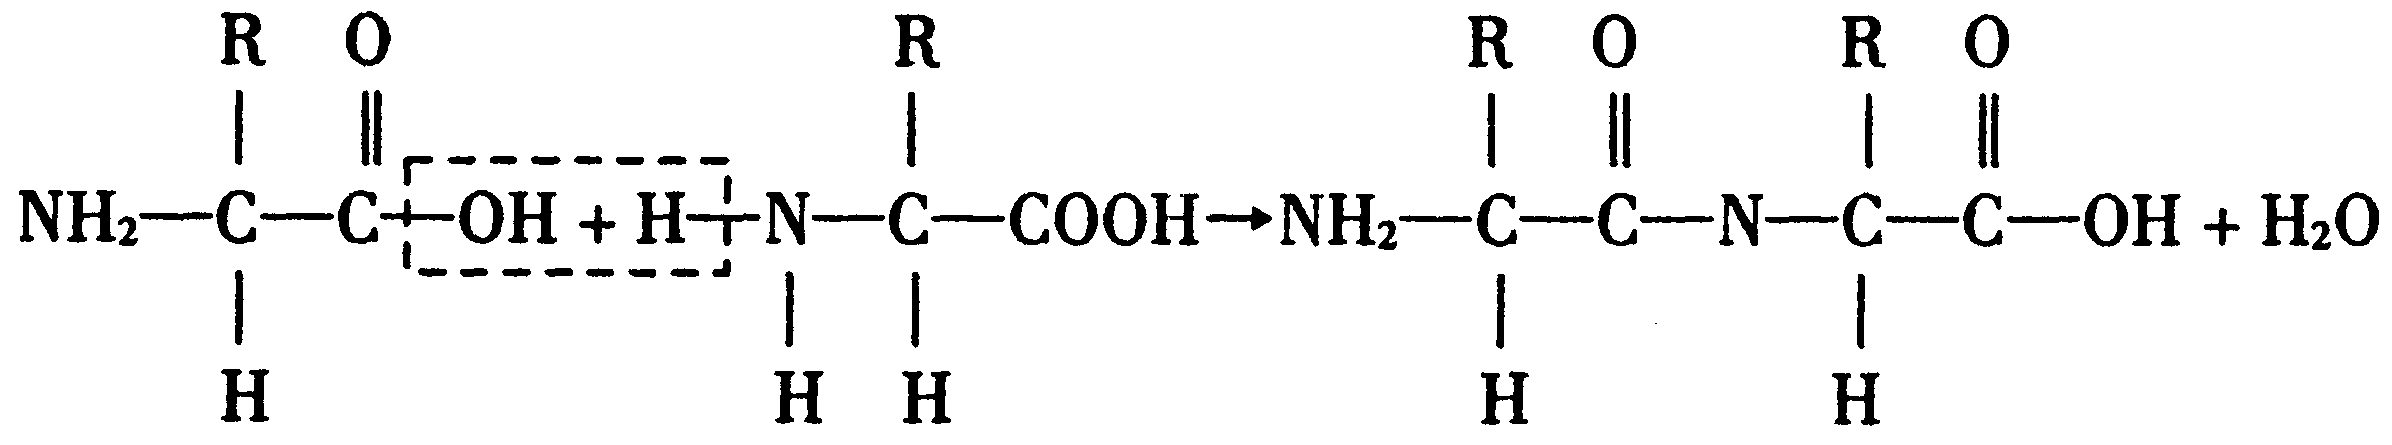 R O R R O R O
NH₂—C—C—OH + H—N—C—COOH→NH₂—C—C—N—C—C—OH + H₂O
H H H H H